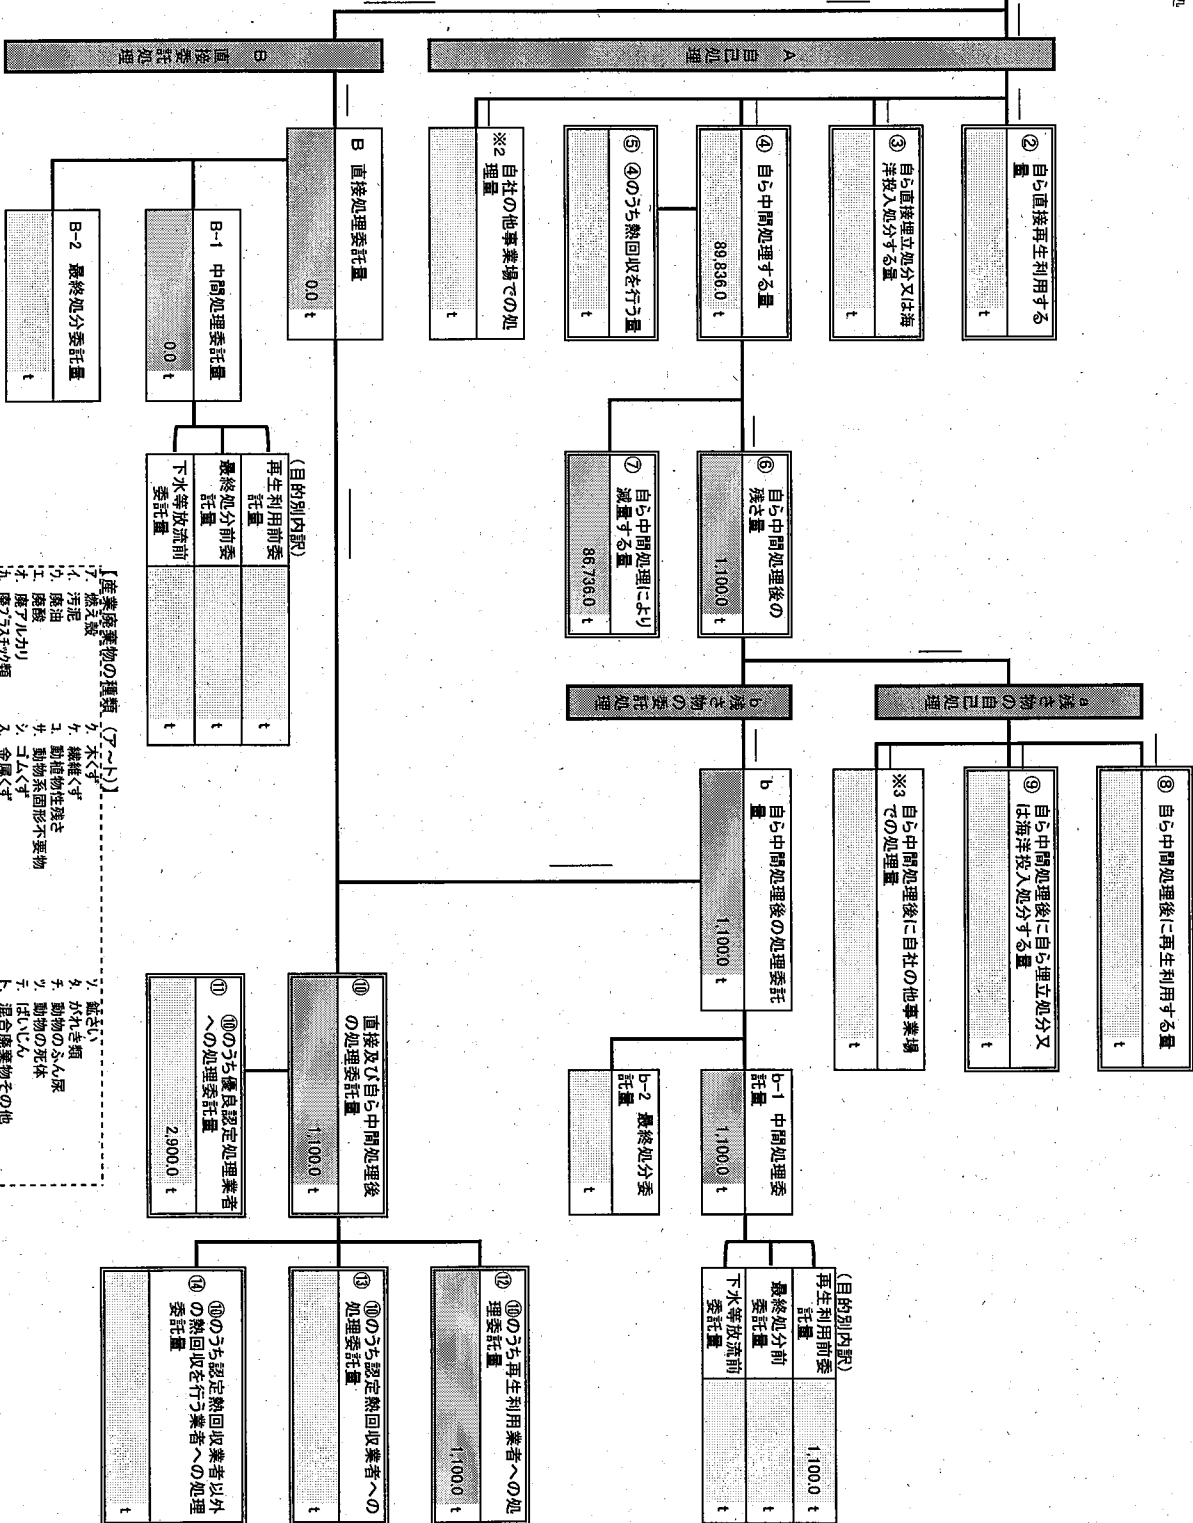 A 自己処理
② 自ら直接再生利用する
量
t
③ 自ら直接埋立処分又は海
洋投入処分する量
t
④ 自ら中間処理する量
89,836.0 t
⑤ ④のうち熱回収を行う量
t
※2 自社の他事業場での処
理量
t
⑥ 自ら中間処理後の
残さ量
1,100.0 t
⑦ 自ら中間処理により
減量する量
86,736.0 t
a 残さ物の自己処理
⑧ 自ら中間処理後に再生利用する量
t
⑨ 自ら中間処理後に自ら埋立処分又
は海洋投入処分する量
t
※3 自ら中間処理後に自社の他事業場
での処理量
t
b 残さ物の委託処理
b 自ら中間処理後の処理委託
量
1,100.0 t
b-1 中間処理委
託量
1,100.0 t
b-2 最終処分委
託量
t
(目的別内訳)
再生利用前委
託量
1,100.0 t
最終処分前
委託量
t
下水等放流前
委託量
t
B 直接委託処理
B 直接処理委託量
0.0 t
B-1 中間処理委託量
0.0 t
B-2 最終処分委託量
t
(目的別内訳)
再生利用前委
託量
t
最終処分前委
託量
t
下水等放流前
委託量
t
⑩ 直接及び自ら中間処理後
の処理委託量
1,100.0 t
⑪ ⑩のうち優良認定処理業者
への処理委託量
2,900.0 t
⑫ ⑩のうち再生利用業者への処
理委託量
1,100.0 t
⑬ ⑩のうち認定熱回収業者への
処理委託量
t
⑭ ⑩のうち認定熱回収業者以外
の熱回収を行う業者への処理
委託量
t
【産業廃棄物の種類 (ア～ト)】
ア. 燃え殻
イ. 汚泥
ウ. 廃油
エ. 廃酸
オ. 廃アルカリ
カ. 廃プラスチック類
ク. 木くず
ケ. 繊維くず
コ. 動植物性残さ
サ. 動物系固形不要物
シ. ゴムくず
ス. 金属くず
ソ. 鉱さい
タ. がれき類
チ. 動物のふん尿
ツ. 動物の死体
テ. ばいじん
ト. 混合廃棄物その他